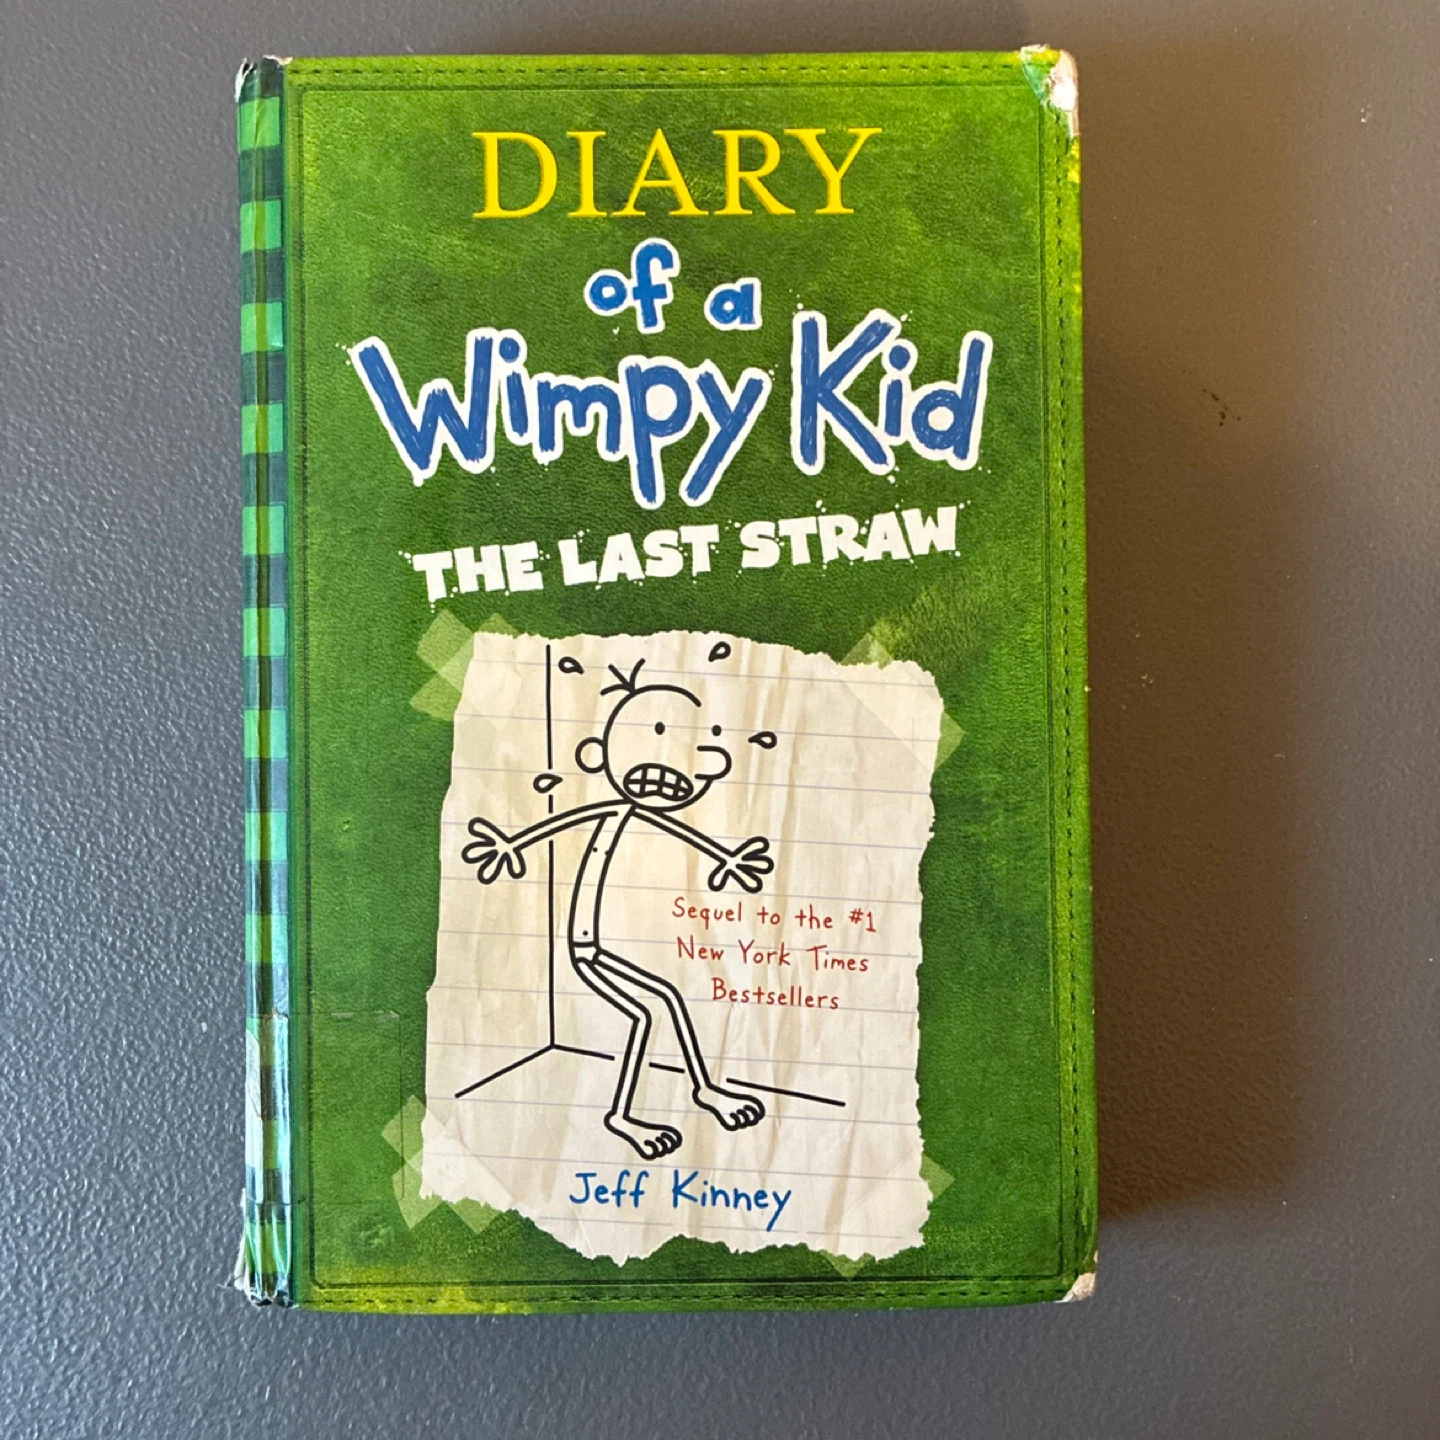 DIARY
of a
Wimpy Kid
THE LAST STRAW
Sequel to the #1
New York Times
Bestsellers
Jeff Kinney